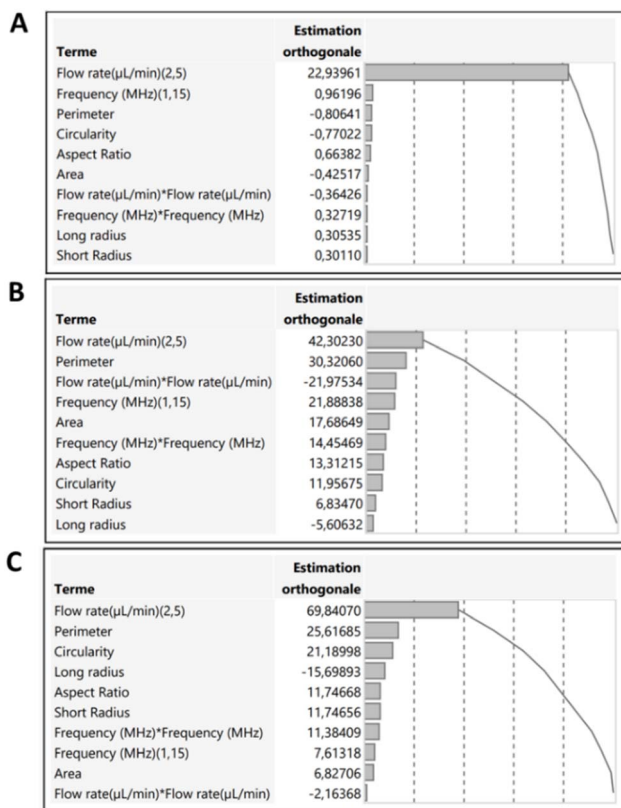 A
Estimation
Terme orthogonale
Flow rate(µL/min)(2,5) 22,93961
Frequency (MHz)(1,15) 0,96196
Perimeter -0,80641
Circularity -0,77022
Aspect Ratio 0,66382
Area -0,42517
Flow rate(µL/min)*Flow rate(µL/min) -0,36426
Frequency (MHz)*Frequency (MHz) 0,32719
Long radius 0,30535
Short Radius 0,30110
B
Estimation
Terme orthogonale
Flow rate(µL/min)(2,5) 42,30230
Perimeter 30,32060
Flow rate(µL/min)*Flow rate(µL/min) -21,97534
Frequency (MHz)(1,15) 21,88838
Area 17,68649
Frequency (MHz)*Frequency (MHz) 14,45469
Aspect Ratio 13,31215
Circularity 11,95675
Short Radius 6,83470
Long radius -5,60632
C
Estimation
Terme orthogonale
Flow rate(µL/min)(2,5) 69,84070
Perimeter 25,61685
Circularity 21,18998
Long radius -15,69893
Aspect Ratio 11,74668
Short Radius 11,74656
Frequency (MHz)*Frequency (MHz) 11,38409
Frequency (MHz)(1,15) 7,61318
Area 6,82706
Flow rate(µL/min)*Flow rate(µL/min) -2,16368